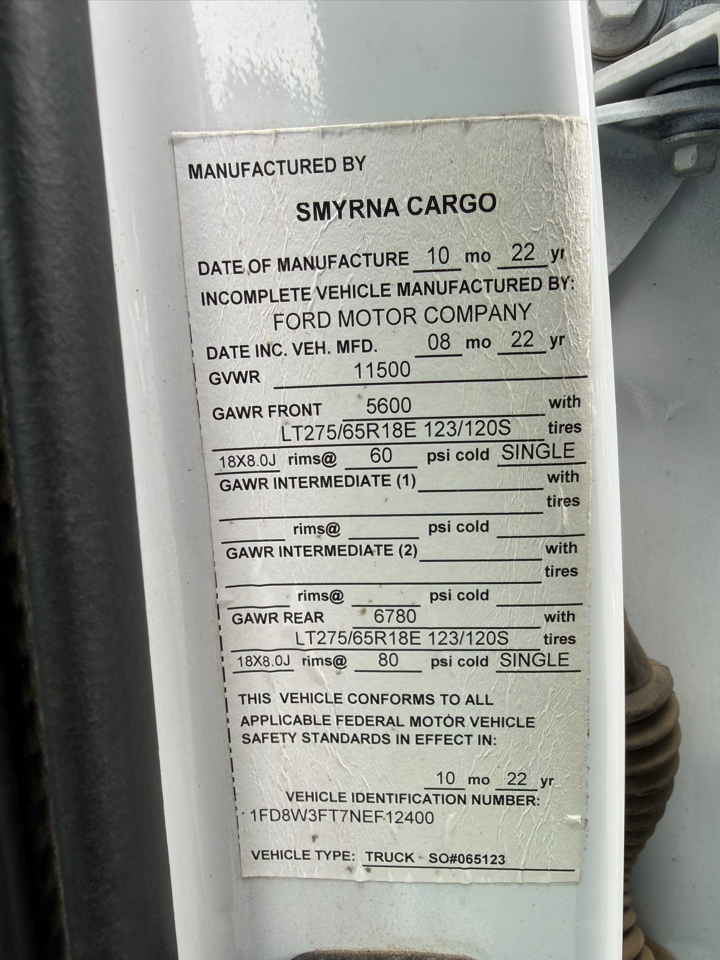 MANUFACTURED BY
SMYRNA CARGO
DATE OF MANUFACTURE 10 mo 22 yr
INCOMPLETE VEHICLE MANUFACTURED BY:
FORD MOTOR COMPANY
DATE INC. VEH. MFD. 08 mo 22 yr
GVWR 11500
GAWR FRONT 5600 with
LT275/65R18E 123/120S tires
18X8.0J rims@ 60 psi cold SINGLE
GAWR INTERMEDIATE (1) with
tires
rims@ psi cold
GAWR INTERMEDIATE (2) with
tires
rims@ psi cold
GAWR REAR 6780 with
LT275/65R18E 123/120S tires
18X8.0J rims@ 80 psi cold SINGLE
THIS VEHICLE CONFORMS TO ALL
APPLICABLE FEDERAL MOTOR VEHICLE
SAFETY STANDARDS IN EFFECT IN:
10 mo 22 yr
VEHICLE IDENTIFICATION NUMBER:
1FD8W3FT7NEF12400
VEHICLE TYPE: TRUCK - SO#065123